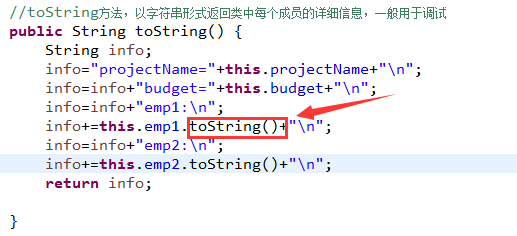 //toString方法，以字符串形式返回类中每个成员的详细信息，一般用于调试
public String toString() {
String info;
info="projectName="+this.projectName+"\n";
info=info+"budget="+this.budget+"\n";
info=info+"emp1:\n";
info+=this.emp1.toString()+"\n";
info=info+"emp2:\n";
info+=this.emp2.toString()+"\n";
return info;
}